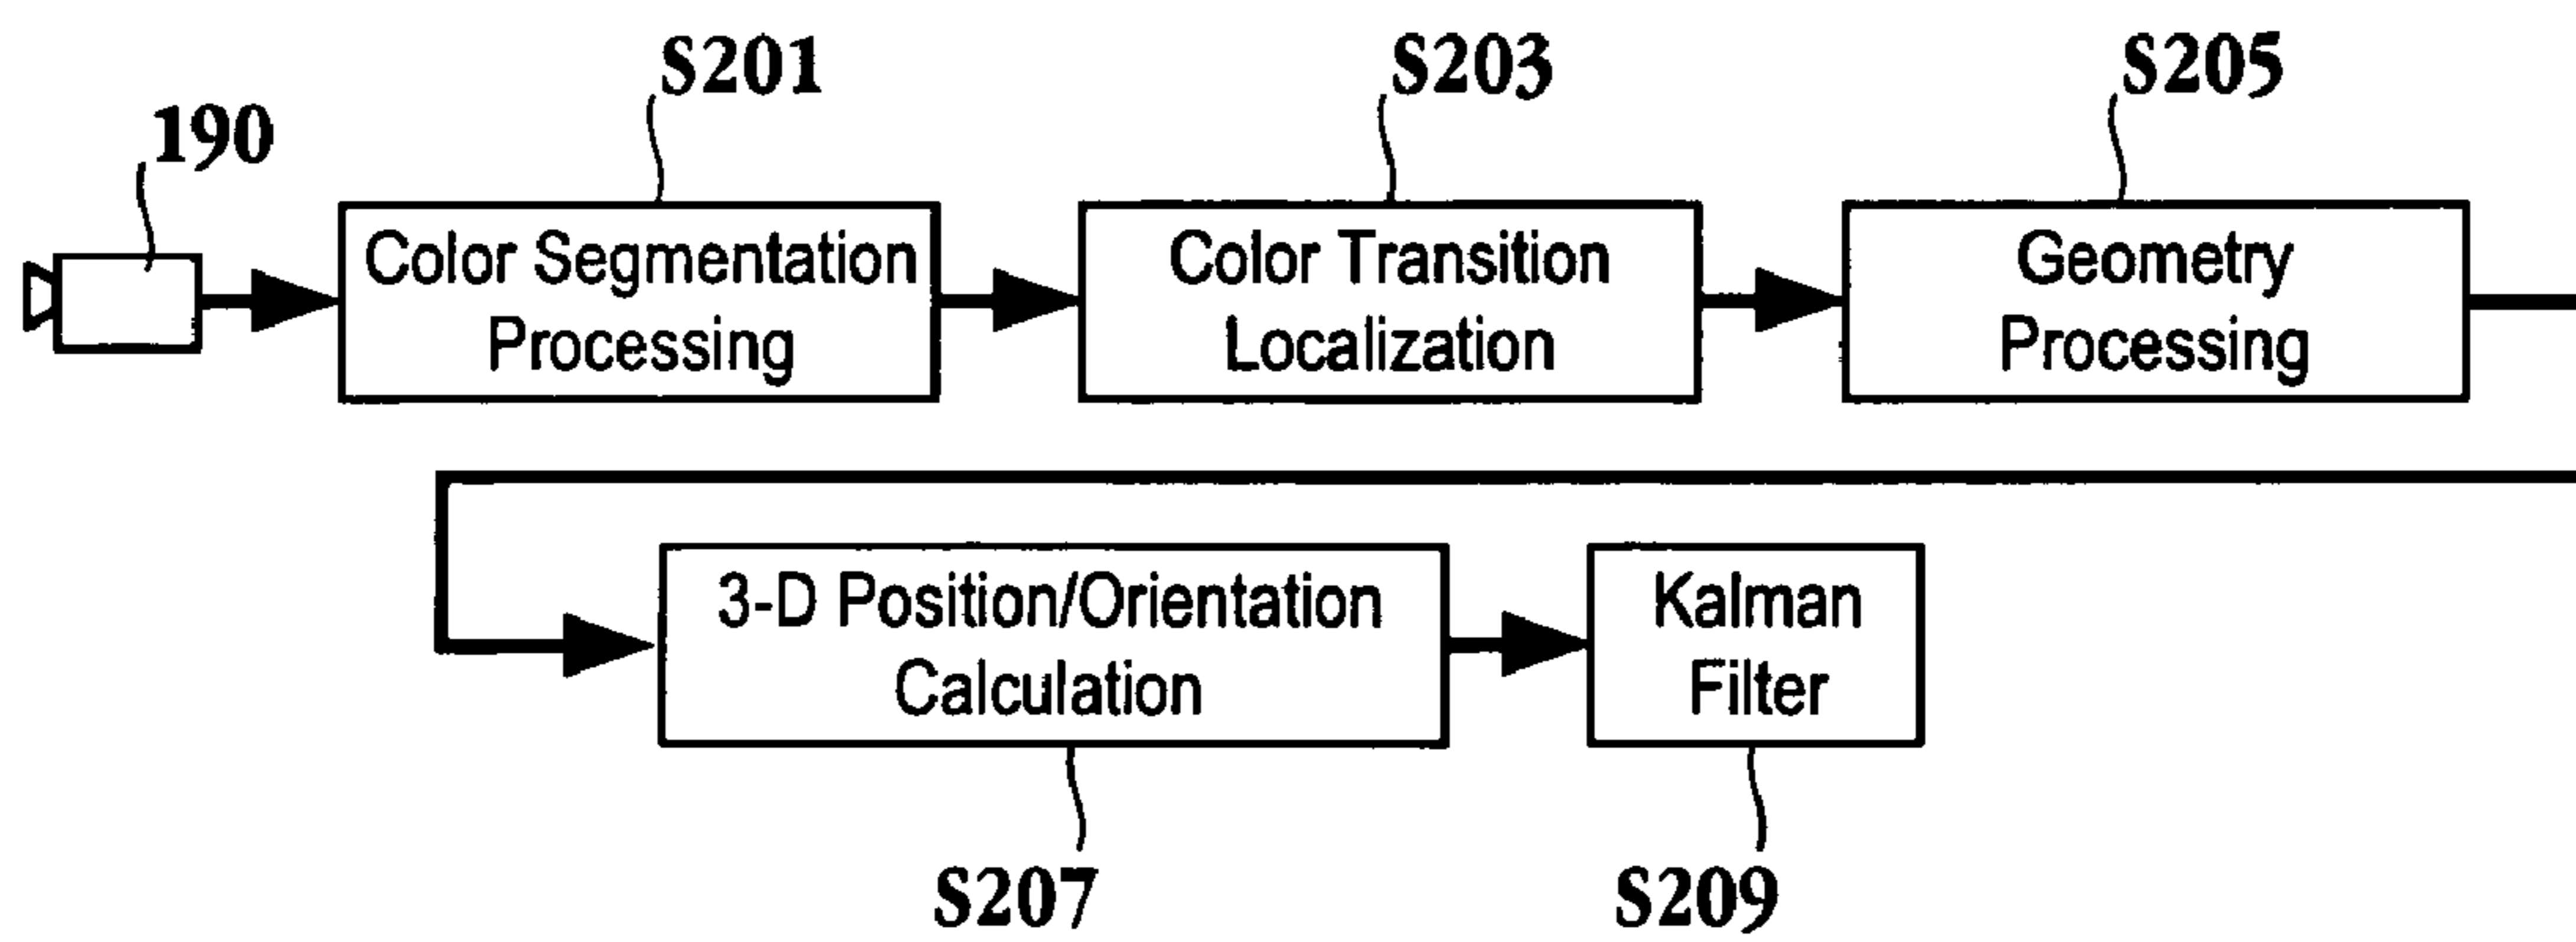 S201
S203
S205
190
Color Segmentation
Processing
Color Transition
Localization
Geometry
Processing
3-D Position/Orientation
Calculation
Kalman
Filter
S207
S209